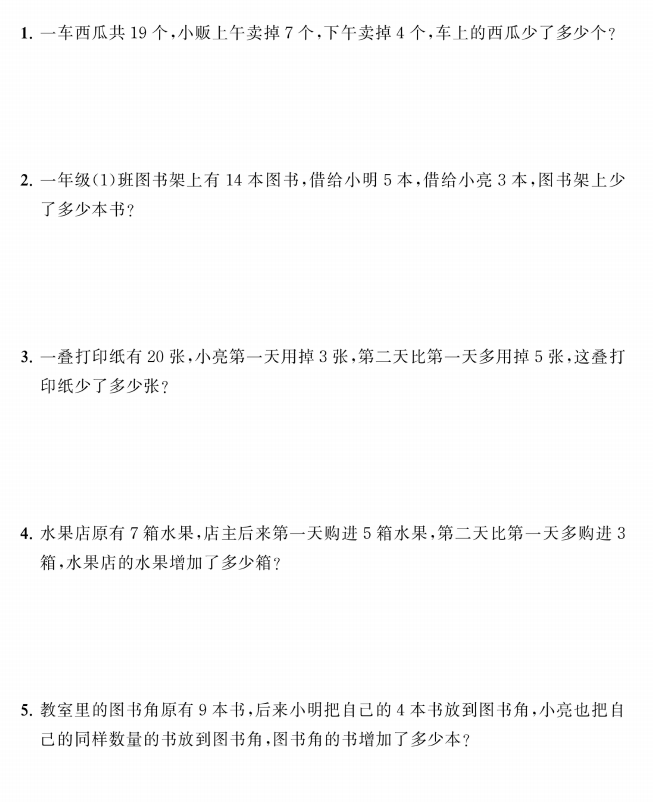 1. 一车西瓜共 19 个,小贩上午卖掉 7 个,下午卖掉 4 个,车上的西瓜少了多少个?
2. 一年级(1)班图书架上有 14 本图书,借给小明 5 本,借给小亮 3 本,图书架上少
了多少本书?
3. 一叠打印纸有 20 张,小亮第一天用掉 3 张,第二天比第一天多用掉 5 张,这叠打
印纸少了多少张?
4. 水果店原有 7 箱水果,店主后来第一天购进 5 箱水果,第二天比第一天多购进 3
箱,水果店的水果增加了多少箱?
5. 教室里的图书角原有 9 本书,后来小明把自己的 4 本书放到图书角,小亮也把自
己的同样数量的书放到图书角,图书角的书增加了多少本?